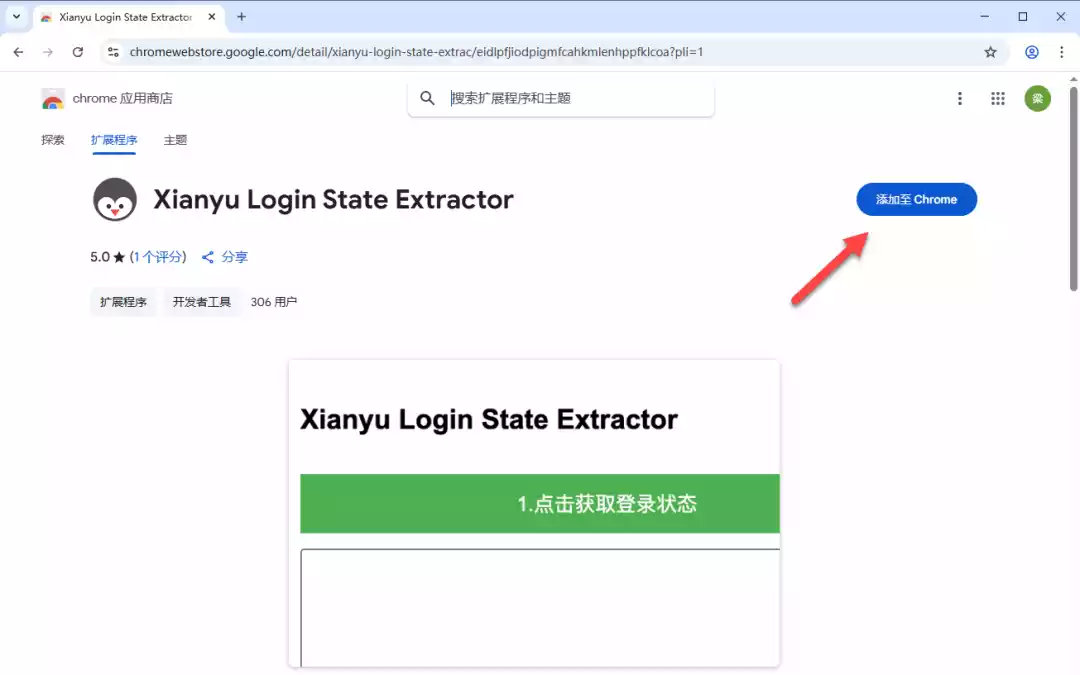 Xianyu Login State Extractor
chromewebstore.google.com/detail/xianyu-login-state-extrac/eidlpfjiodpigmfcahkmlenhppfklcoa?pli=1
chrome 应用商店
搜索扩展程序和主题
梁
探索 扩展程序 主题
Xianyu Login State Extractor
添加至 Chrome
5.0 ★ (1 个评分) 分享
扩展程序 开发者工具 306 用户
Xianyu Login State Extractor
1.点击获取登录状态